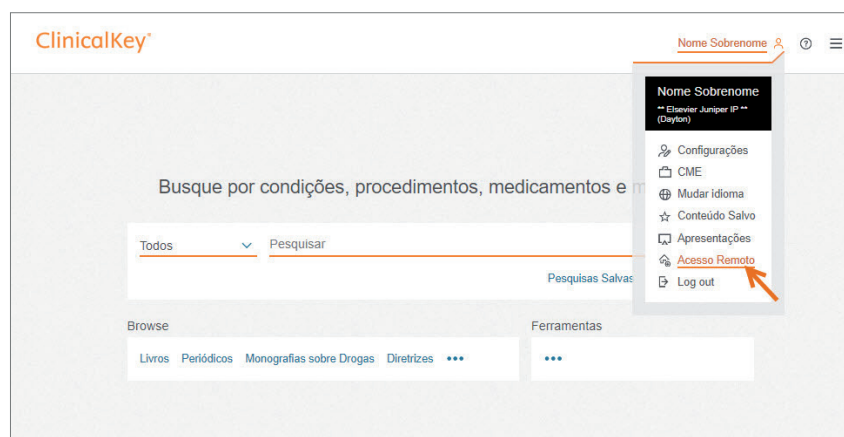 ClinicalKey®
Nome Sobrenome
Nome Sobrenome
** Elsevier Juniper IP **
(Dayton)
Configurações
CME
Mudar idioma
Conteúdo Salvo
Apresentações
Acesso Remoto
Log out
Busque por condições, procedimentos, medicamentos e m
Todos
Pesquisar
Pesquisas Salvas
Browse
Ferramentas
Livros Periódicos Monografias sobre Drogas Diretrizes •••
•••